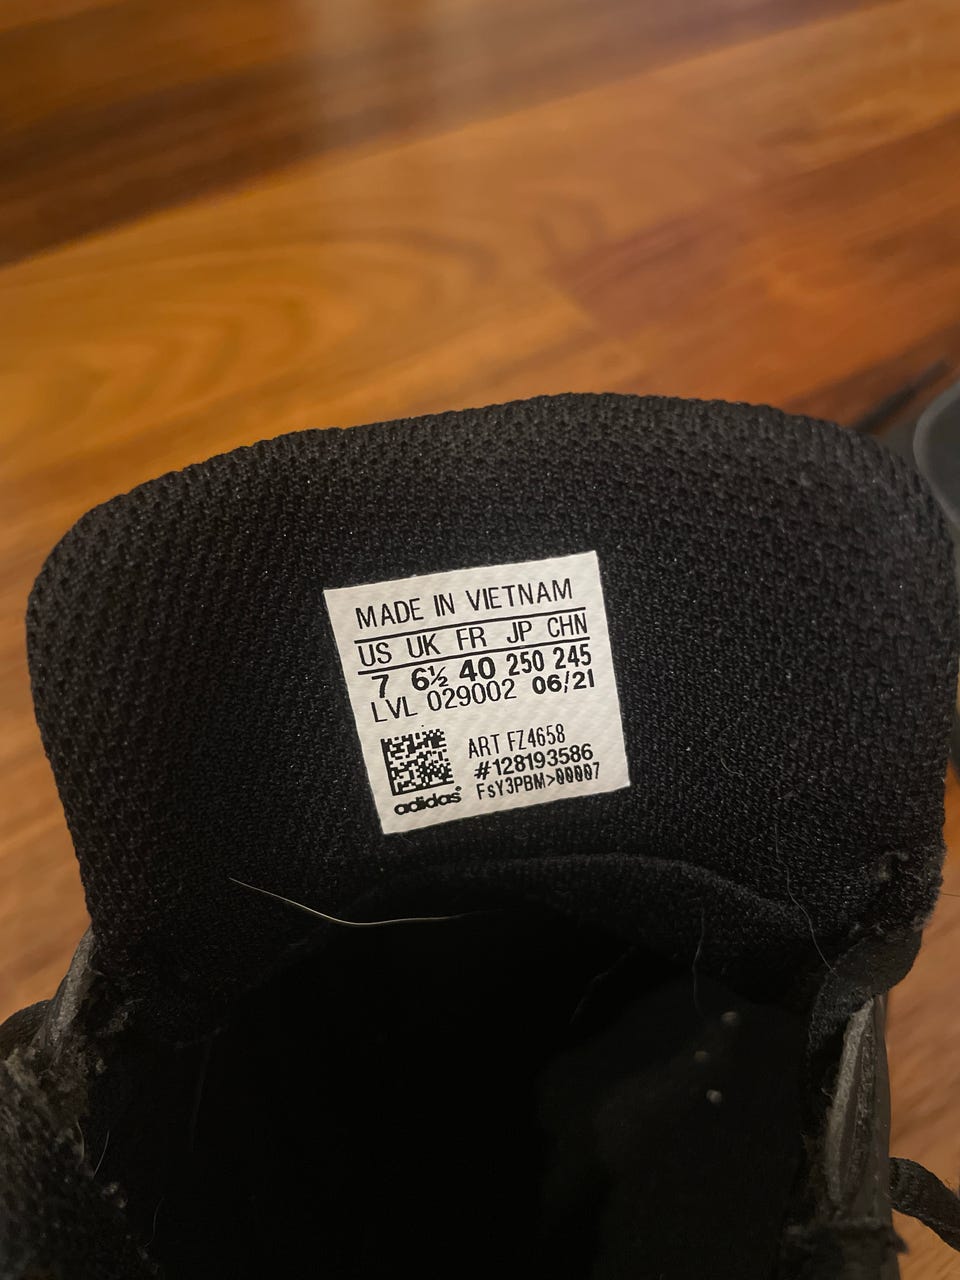 MADE IN VIETNAM
US UK FR JP CHN
7 6½ 40 250 245
LVL 029002 06/21
ART FZ4658
#128193586
FsY3PBM>00007
adidas